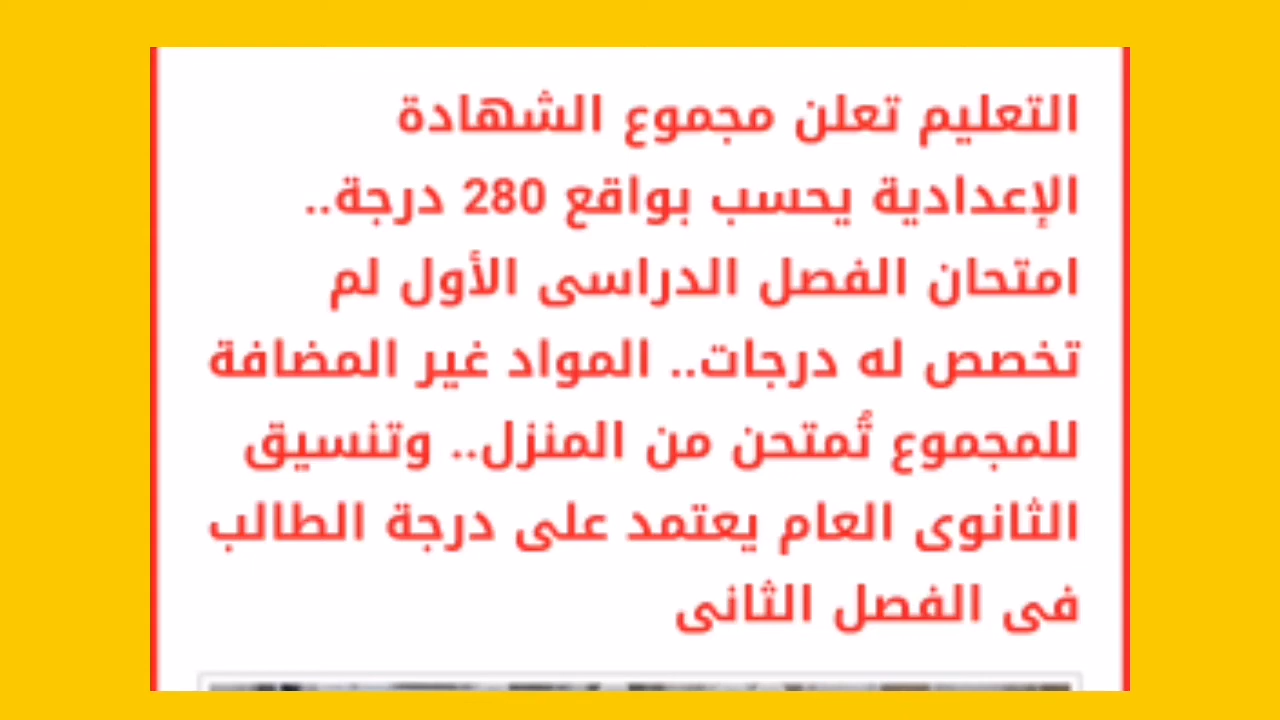 التعليم تعلن مجموع الشهادة
الإعدادية يحسب بواقع 280 درجة..
امتحان الفصل الدراسى الأول لم
تخصص له درجات.. المواد غير المضافة
للمجموع تُمتحن من المنزل.. وتنسيق
الثانوى العام يعتمد على درجة الطالب
فى الفصل الثانى